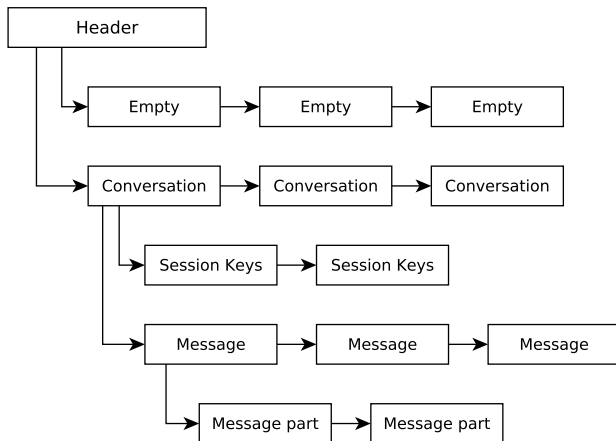 Header
Empty
Empty
Empty
Conversation
Conversation
Conversation
Session Keys
Session Keys
Message
Message
Message
Message part
Message part